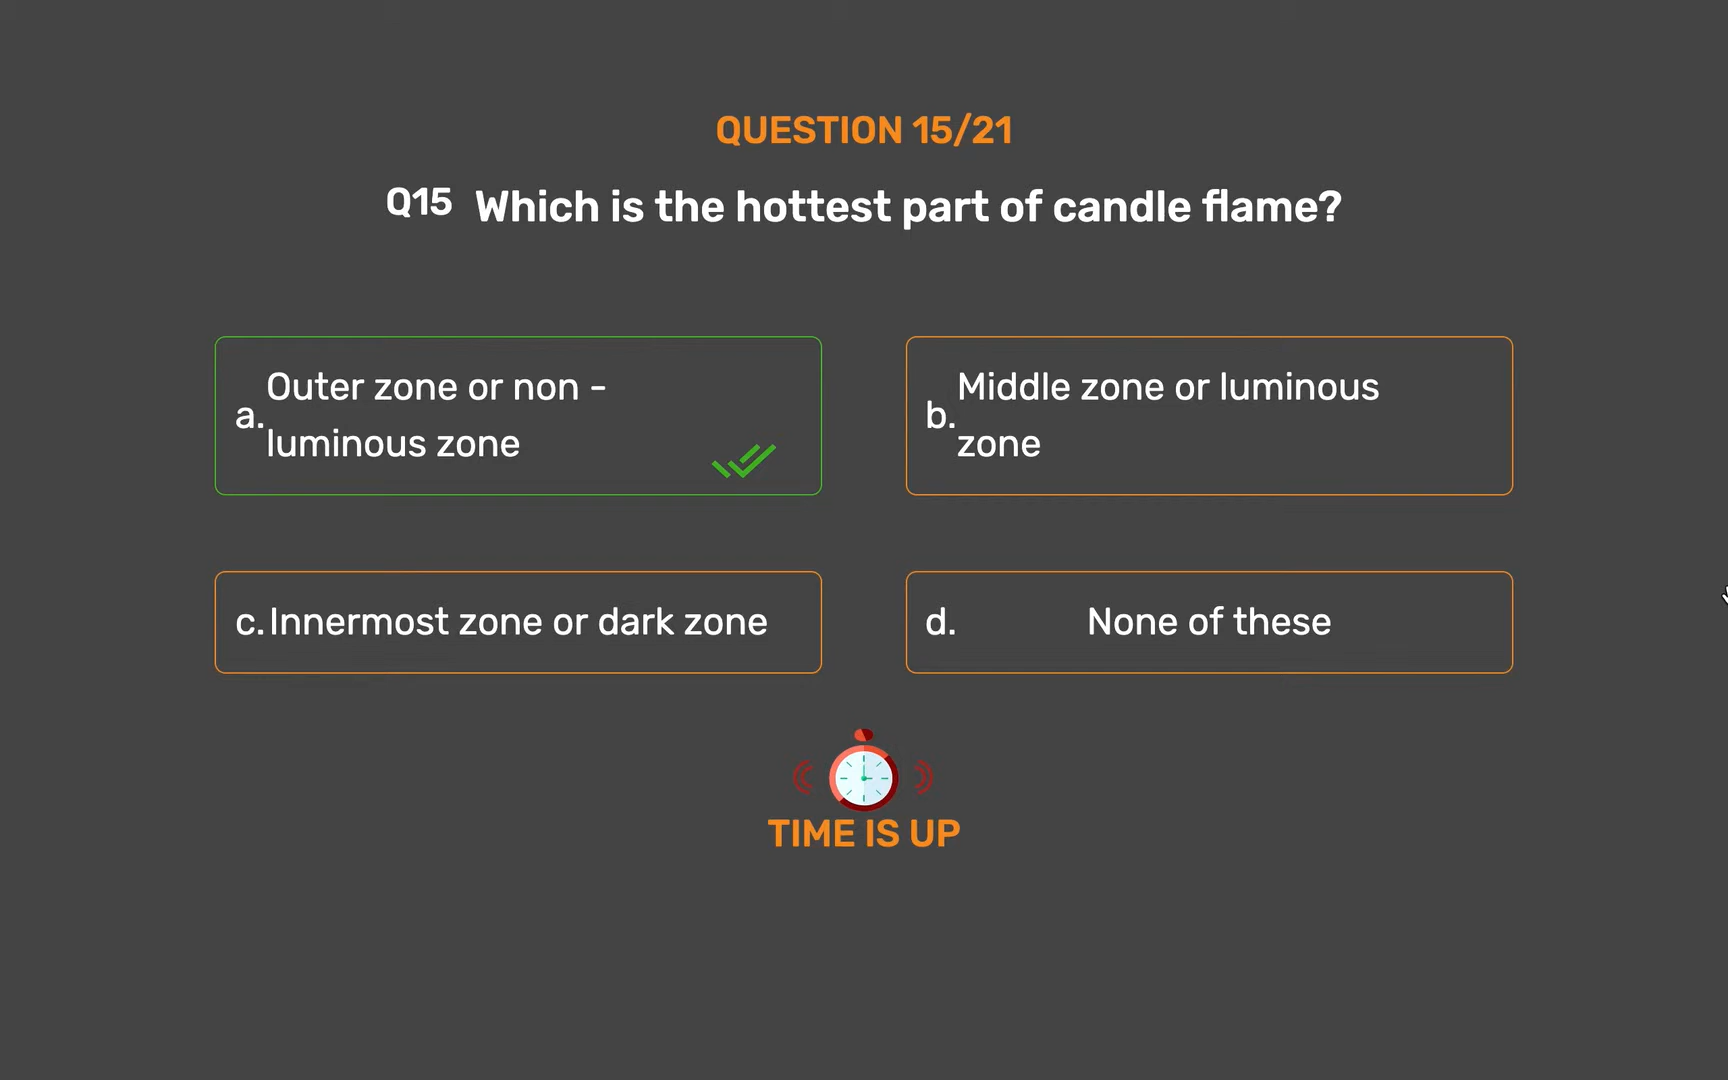 QUESTION 15/21
Q15 Which is the hottest part of candle flame?
a. Outer zone or non -
luminous zone
b. Middle zone or luminous
zone
c. Innermost zone or dark zone
d. None of these
TIME IS UP